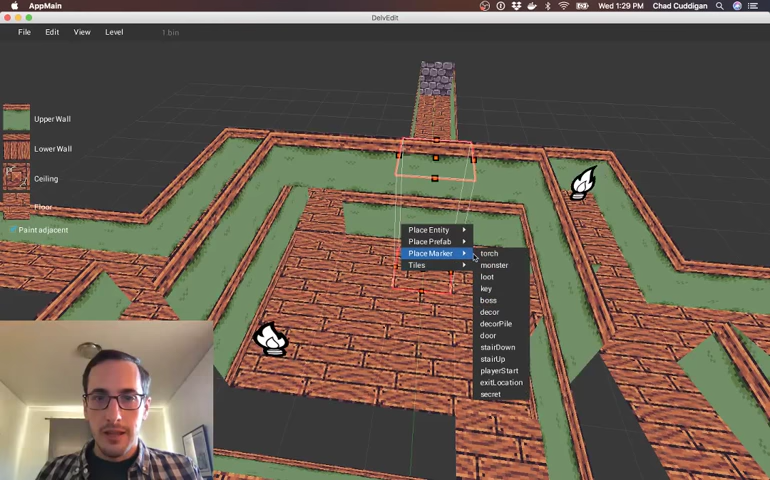 AppMain
Wed 1:29 PM
Chad Cuddigan
DelvEdit
File
Edit
View
Level
1.bin
Upper Wall
Lower Wall
Ceiling
Floor
Paint adjacent
Place Entity
Place Prefab
Place Marker
Tiles
torch
monster
loot
key
boss
decor
decorPile
door
stairDown
stairUp
playerStart
exitLocation
secret